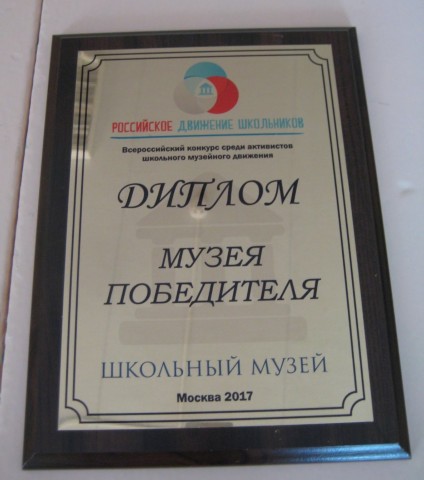 РОССИЙСКОЕ ДВИЖЕНИЕ ШКОЛЬНИКОВ
Всероссийский конкурс среди активистов
школьного музейного движения
ДИПЛОМ
МУЗЕЯ
ПОБЕДИТЕЛЯ
ШКОЛЬНЫЙ МУЗЕЙ
Москва 2017